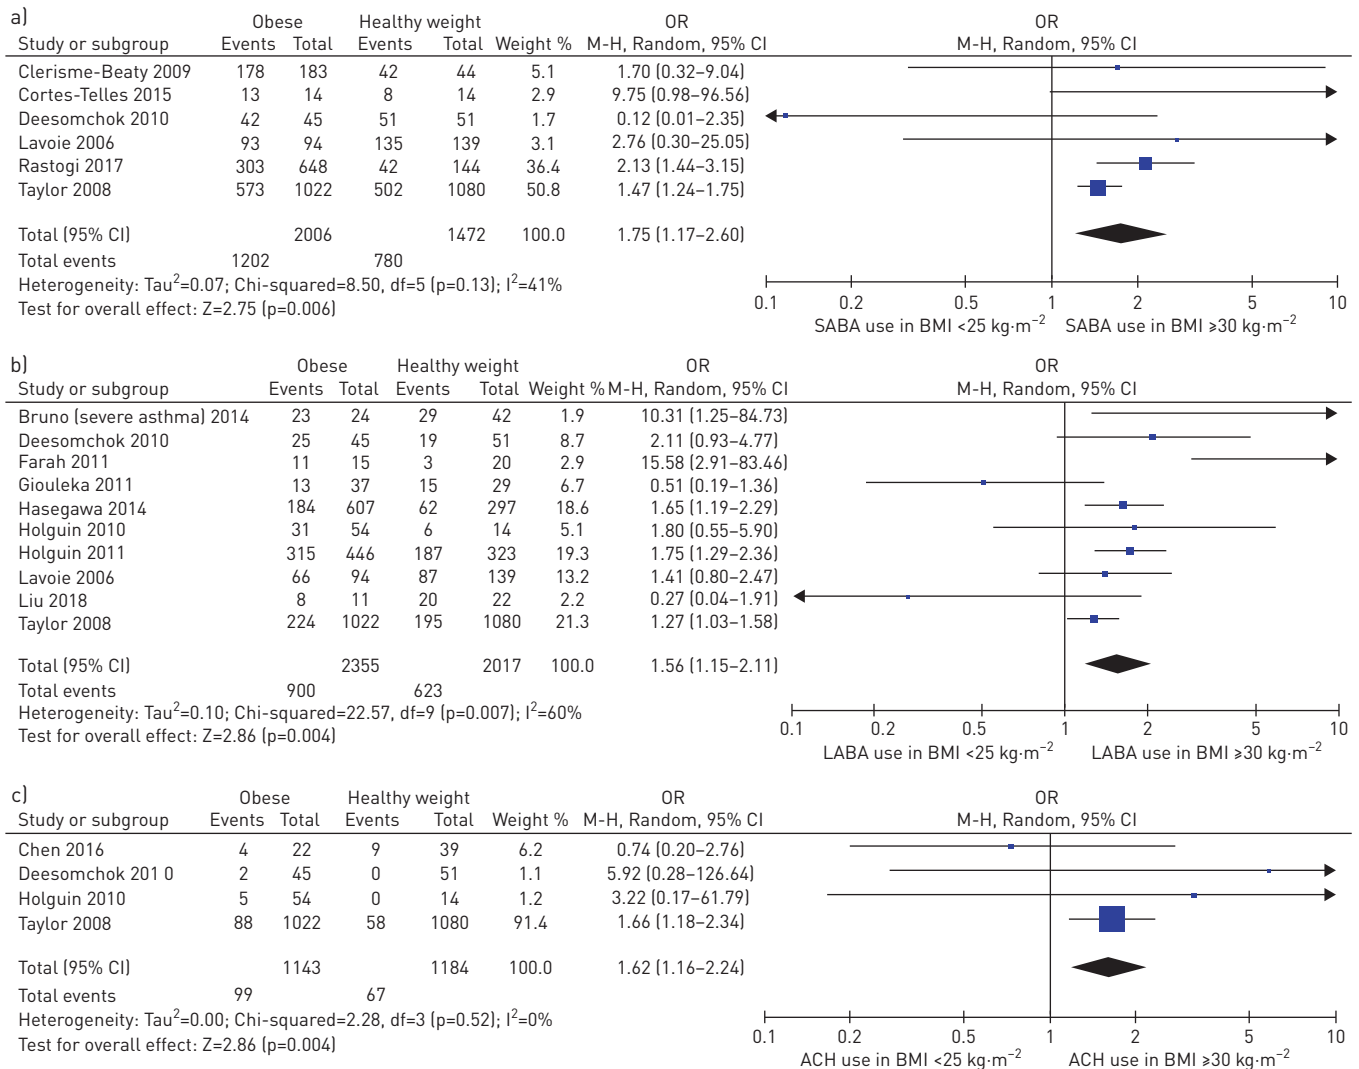 a)
Obese Healthy weight OR OR
Study or subgroup Events Total Events Total Weight % M-H, Random, 95% CI M-H, Random, 95% CI
Clerisme-Beaty 2009 178 183 42 44 5.1 1.70 (0.32–9.04)
Cortes-Telles 2015 13 14 8 14 2.9 9.75 (0.98–96.56)
Deesomchok 2010 42 45 51 51 1.7 0.12 (0.01–2.35)
Lavoie 2006 93 94 135 139 3.1 2.76 (0.30–25.05)
Rastogi 2017 303 648 42 144 36.4 2.13 (1.44–3.15)
Taylor 2008 573 1022 502 1080 50.8 1.47 (1.24–1.75)
Total (95% CI) 2006 1472 100.0 1.75 (1.17–2.60)
Total events 1202 780
Heterogeneity: Tau²=0.07; Chi-squared=8.50, df=5 (p=0.13); I²=41%
Test for overall effect: Z=2.75 (p=0.006)
0.1 0.2 0.5 1 2 5 10
SABA use in BMI <25 kg·m⁻² SABA use in BMI ≥30 kg·m⁻²
b)
Obese Healthy weight OR OR
Study or subgroup Events Total Events Total Weight % M-H, Random, 95% CI M-H, Random, 95% CI
Bruno (severe asthma) 2014 23 24 29 42 1.9 10.31 (1.25–84.73)
Deesomchok 2010 25 45 19 51 8.7 2.11 (0.93–4.77)
Farah 2011 11 15 3 20 2.9 15.58 (2.91–83.46)
Giouleka 2011 13 37 15 29 6.7 0.51 (0.19–1.36)
Hasegawa 2014 184 607 62 297 18.6 1.65 (1.19–2.29)
Holguin 2010 31 54 6 14 5.1 1.80 (0.55–5.90)
Holguin 2011 315 446 187 323 19.3 1.75 (1.29–2.36)
Lavoie 2006 66 94 87 139 13.2 1.41 (0.80–2.47)
Liu 2018 8 11 20 22 2.2 0.27 (0.04–1.91)
Taylor 2008 224 1022 195 1080 21.3 1.27 (1.03–1.58)
Total (95% CI) 2355 2017 100.0 1.56 (1.15–2.11)
Total events 900 623
Heterogeneity: Tau²=0.10; Chi-squared=22.57, df=9 (p=0.007); I²=60%
Test for overall effect: Z=2.86 (p=0.004)
0.1 0.2 0.5 1 2 5 10
LABA use in BMI <25 kg·m⁻² LABA use in BMI ≥30 kg·m⁻²
c)
Obese Healthy weight OR OR
Study or subgroup Events Total Events Total Weight % M-H, Random, 95% CI M-H, Random, 95% CI
Chen 2016 4 22 9 39 6.2 0.74 (0.20–2.76)
Deesomchok 201 0 2 45 0 51 1.1 5.92 (0.28–126.64)
Holguin 2010 5 54 0 14 1.2 3.22 (0.17–61.79)
Taylor 2008 88 1022 58 1080 91.4 1.66 (1.18–2.34)
Total (95% CI) 1143 1184 100.0 1.62 (1.16–2.24)
Total events 99 67
Heterogeneity: Tau²=0.00; Chi-squared=2.28, df=3 (p=0.52); I²=0%
Test for overall effect: Z=2.86 (p=0.004)
0.1 0.2 0.5 1 2 5 10
ACH use in BMI <25 kg·m⁻² ACH use in BMI ≥30 kg·m⁻²